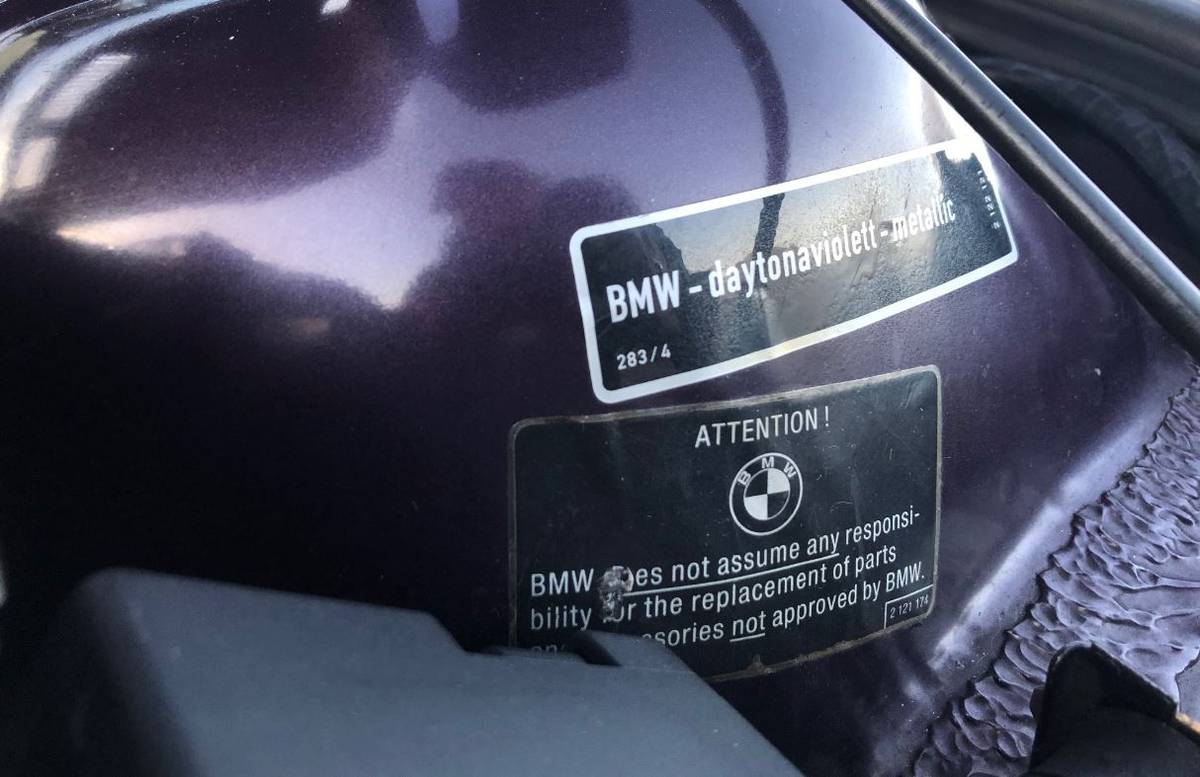 BMW - daytonaviolett - metallic
283/4
ATTENTION !
BMW
BMW does not assume any responsi-
bility for the replacement of parts
not approved by BMW.
2 121 174